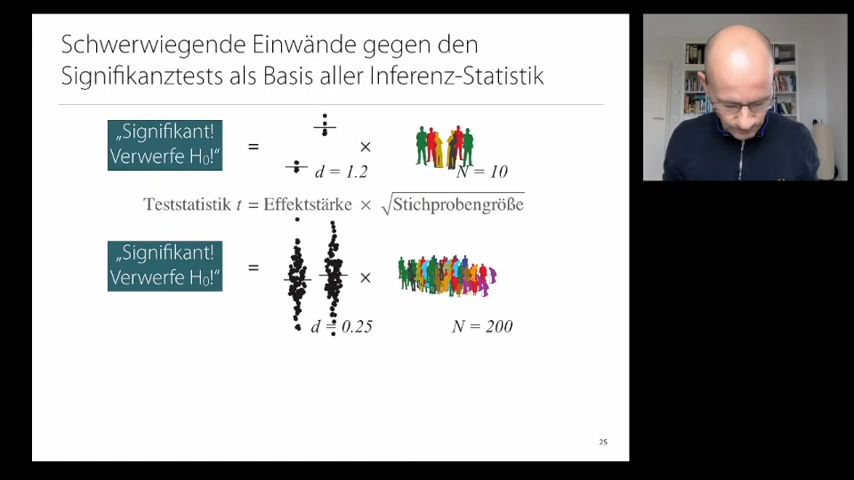 Schwerwiegende Einwände gegen den
Signifikanztests als Basis aller Inferenz-Statistik
„Signifikant!
Verwerfe H₀!“
=
×
d = 1.2
N = 10
Teststatistik t = Effektstärke × √Stichprobengröße
„Signifikant!
Verwerfe H₀!“
=
×
d = 0.25
N = 200
25